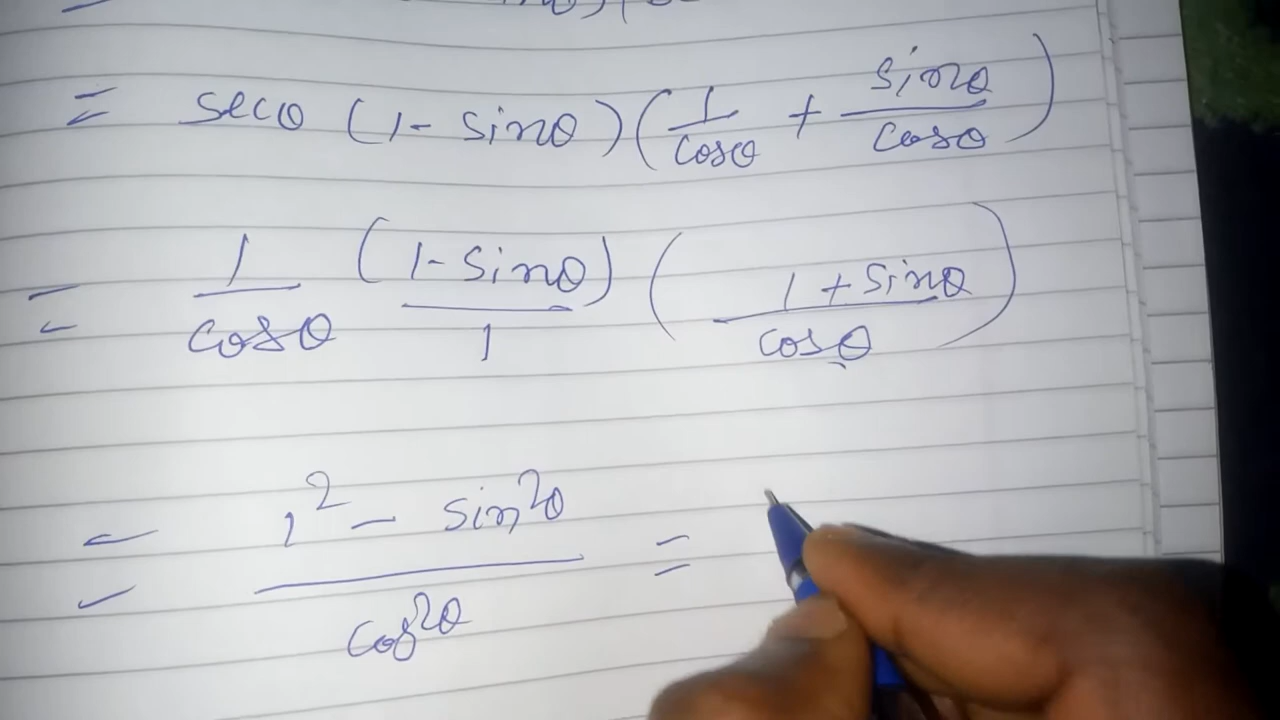 = secθ (1 - sinθ) (1/cosθ + sinθ/cosθ)
= 1/cosθ (1 - sinθ)/1 (1 + sinθ/cosθ)
= 1² - sin²θ/cos²θ =